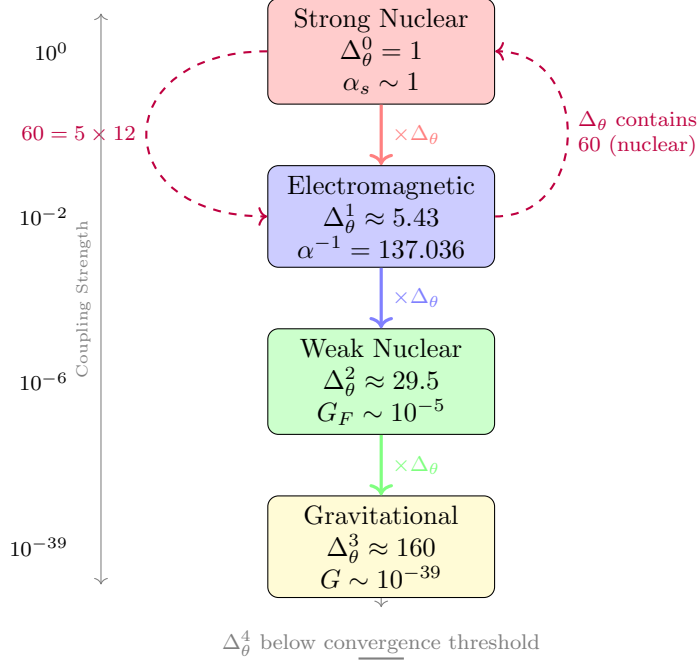 Strong Nuclear
Δ_θ^0 = 1
α_s ∼ 1
10^0
60 = 5 × 12
×Δ_θ
Δ_θ contains
60 (nuclear)
Electromagnetic
Δ_θ^1 ≈ 5.43
α^{−1} = 137.036
10^{−2}
Coupling Strength
×Δ_θ
Weak Nuclear
Δ_θ^2 ≈ 29.5
G_F ∼ 10^{−5}
10^{−6}
×Δ_θ
Gravitational
Δ_θ^3 ≈ 160
G ∼ 10^{−39}
10^{−39}
Δ_θ^4 below convergence threshold